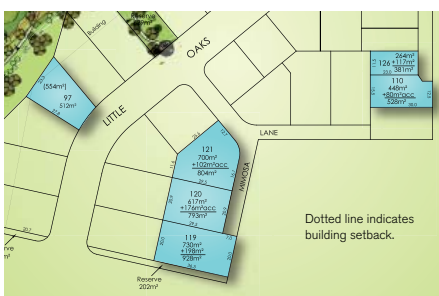 Reserve
Building
OAKS
LITTLE
(554m²)
97
512m²
264m²
126 +117m²
381m²
110
448m²
+80m²acc
528m²
LANE
MIMOSA
121
700m²
+102m²acc
804m²
120
617m²
+176m²acc
793m²
119
730m²
+198m²
928m²
Reserve
202m²
Dotted line indicates
building setback.